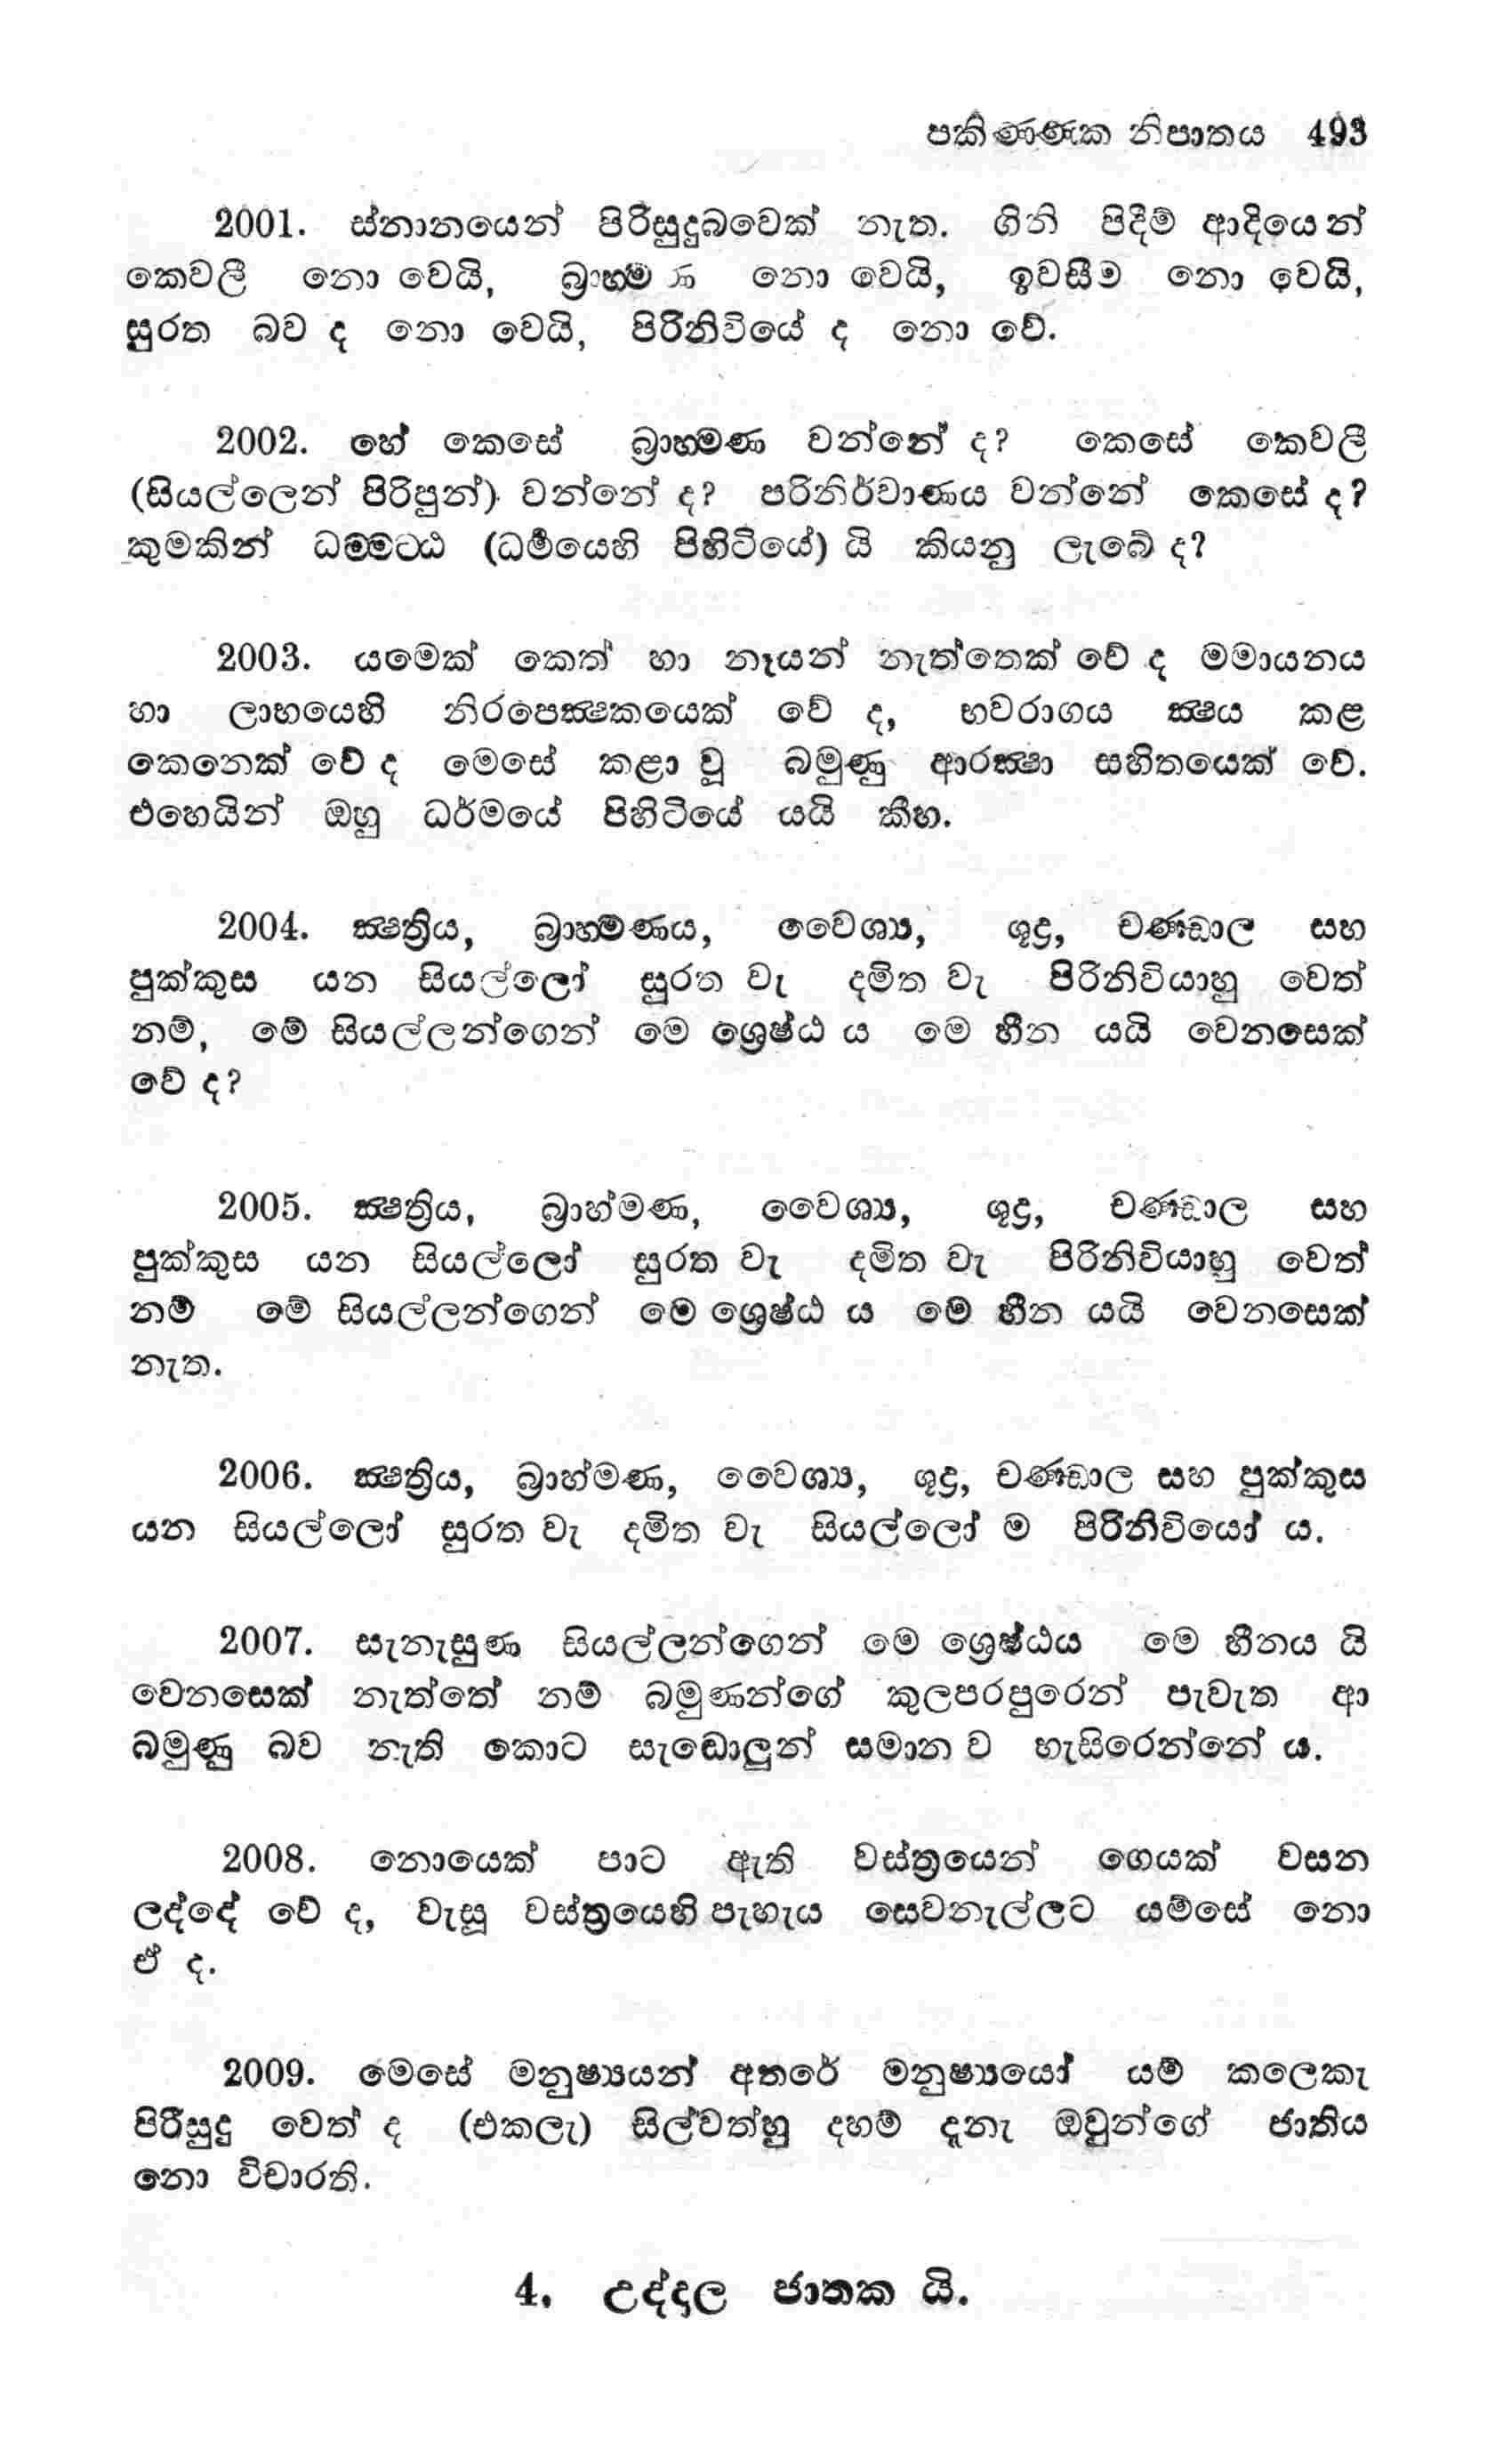 පකිණ්ණක නිපාතය 493
2001. ස්නානයෙන් පිරිසුදුබවෙක් නැත. ගිනි පිදීම් ආදියෙන්
කෙවලී නො වෙයි, බ්‍රාහ්මණ නො වෙයි, ඉවසීම නො වෙයි,
සුරත බව ද නො වෙයි, පිරිනිවියේ ද නො වේ.
2002. හේ කෙසේ බ්‍රාහ්මණ වන්නේ ද? කෙසේ කෙවලී
(සියල්ලෙන් පිරිපුන්) වන්නේ ද? පරිනිර්වාණය වන්නේ කෙසේ ද?
කුමකින් ධම්මට්ඨ (ධර්‍මයෙහි පිහිටියේ) යි කියනු ලැබේ ද?
2003. යමෙක් කෙත් හා නෑයන් නැත්තෙක් වේ ද මමායනය
හා ලාභයෙහි නිරපෙක්‍ෂකයෙක් වේ ද, භවරාගය ක්‍ෂය කළ
කෙනෙක් වේ ද මෙසේ කළා වූ බමුණු ආරක්‍ෂා සහිතයෙක් වේ.
එහෙයින් ඔහු ධර්මයේ පිහිටියේ යයි කීහ.
2004. ක්‍ෂත්‍රිය, බ්‍රාහ්මණය, වෛශ්‍ය, ශූද්‍ර, චණ්ඩාල සහ
පුක්කුස යන සියල්ලෝ සූරත වැ දමිත වැ පිරිනිවියාහු වෙත්
නම්, මේ සියල්ලන්ගෙන් මෙ ශ්‍රෙෂ්ඨ ය මෙ හීන යයි වෙනසෙක්
වේ ද?
2005. ක්‍ෂත්‍රිය, බ්‍රාහ්මණ, වෛශ්‍ය, ශූද්‍ර, චණ්ඩාල සහ
පුක්කුස යන සියල්ලෝ සුරත වැ දමිත වැ පිරිනිවියාහු වෙත්
නම් මේ සියල්ලන්ගෙන් මෙ ශ්‍රෙෂ්ඨ ය මේ හීන යයි වෙනසෙක්
නැත.
2006. ක්‍ෂත්‍රිය, බ්‍රාහ්මණ, වෛශ්‍ය, ශූද්‍ර, චණ්ඩාල සහ පුක්කුස
යන සියල්ලෝ සූරත වැ දමිත වැ සියල්ලෝ ම පිරිනිවියෝ ය.
2007. සැනැසුණ සියල්ලන්ගෙන් මෙ ශ්‍රෙෂ්ඨය මෙ හීනය යි
වෙනසෙක් නැත්තේ නම් බමුණන්ගේ කුලපරපුරෙන් පැවැත ආ
බමුණු බව නැති කොට සැඬොලුන් සමාන ව හැසිරෙන්නේ ය.
2008. නොයෙක් පාට ඇති වස්ත්‍රයෙන් ගෙයක් වසන
ලද්දේ වේ ද, වැසූ වස්ත්‍රයෙහි පැහැය සෙවනැල්ලට යම්සේ නො
ඒ ද.
2009. මෙසේ මනුෂ්‍යයන් අතරේ මනුෂ්‍යයෝ යම් කලෙකැ
පිරිසුදු වෙත් ද (එකලැ) සිල්වත්හු දහම් දූනැ ඔවුන්ගේ ජාතිය
නො විචාරති.
4. උද්දල ජාතක යි.